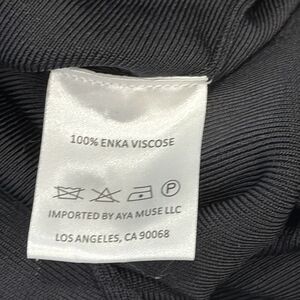 100% ENKA VISCOSE
P
IMPORTED BY AYA MUSE LLC
LOS ANGELES, CA 90068